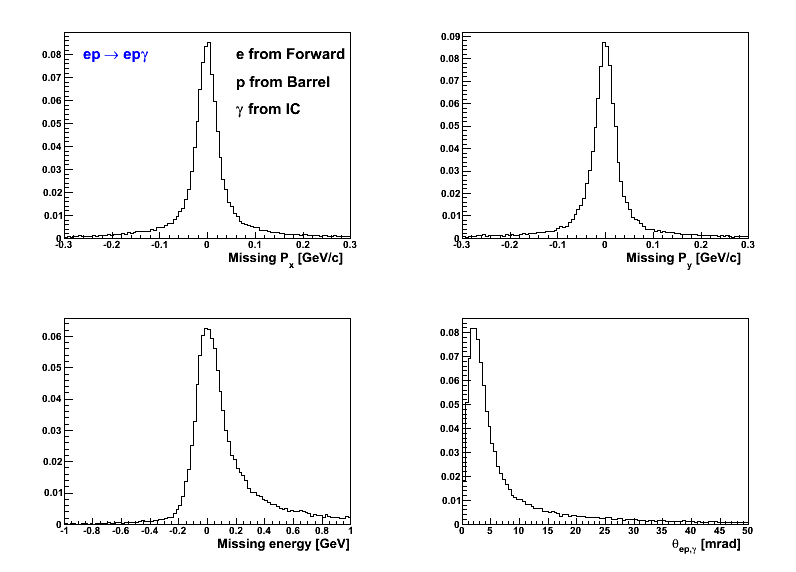 ep → epγ
e from Forward
p from Barrel
γ from IC
0.08
0.07
0.06
0.05
0.04
0.03
0.02
0.01
0
-0.3 -0.2 -0.1 0 0.1 0.2 0.3
Missing Px [GeV/c]
0.09
0.08
0.07
0.06
0.05
0.04
0.03
0.02
0.01
0
-0.3 -0.2 -0.1 0 0.1 0.2 0.3
Missing Py [GeV/c]
0.06
0.05
0.04
0.03
0.02
0.01
0
-1 -0.8 -0.6 -0.4 -0.2 0 0.2 0.4 0.6 0.8 1
Missing energy [GeV]
0.08
0.07
0.06
0.05
0.04
0.03
0.02
0.01
0
0 5 10 15 20 25 30 35 40 45 50
θep,γ [mrad]